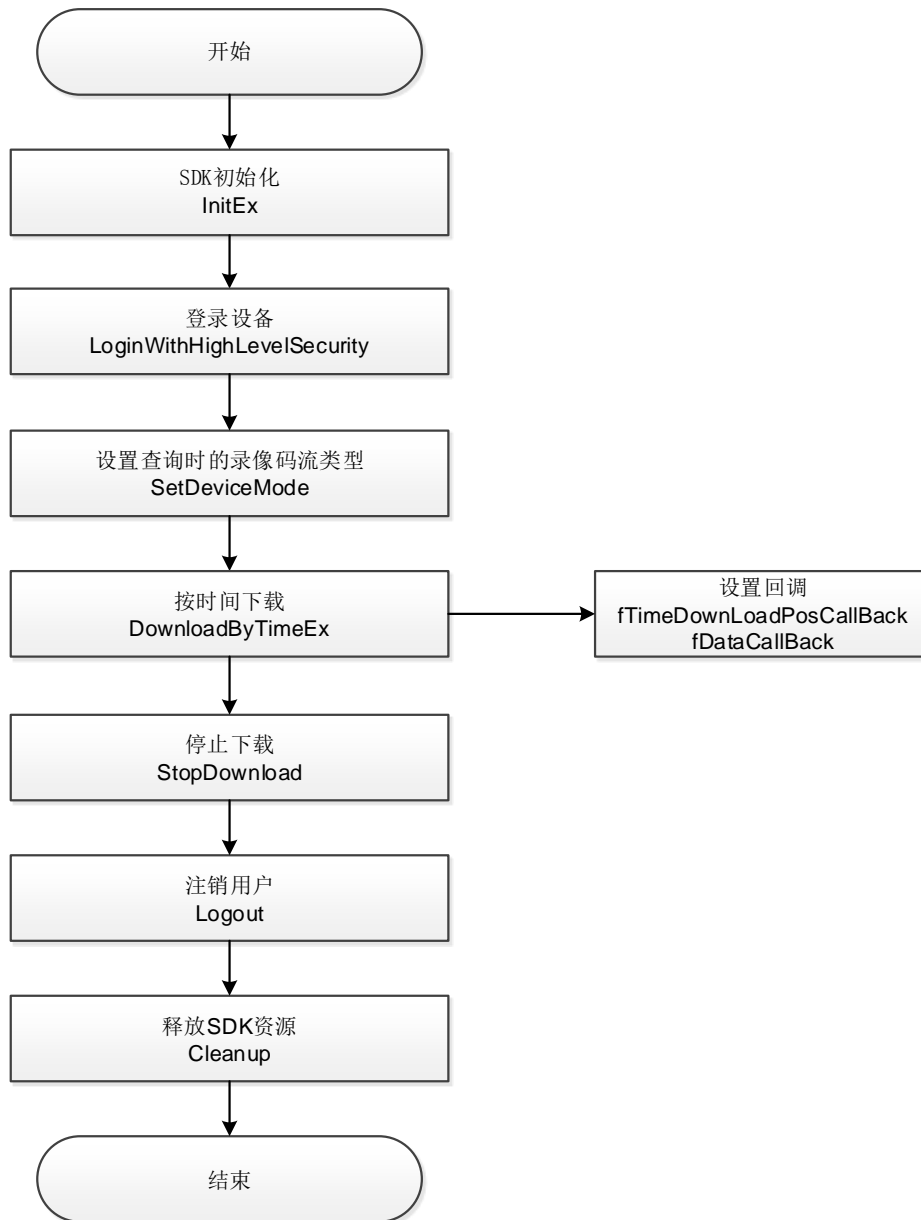 开始
SDK初始化
InitEx
登录设备
LoginWithHighLevelSecurity
设置查询时的录像码流类型
SetDeviceMode
按时间下载
DownloadByTimeEx
设置回调
fTimeDownLoadPosCallBack
fDataCallBack
停止下载
StopDownload
注销用户
Logout
释放SDK资源
Cleanup
结束